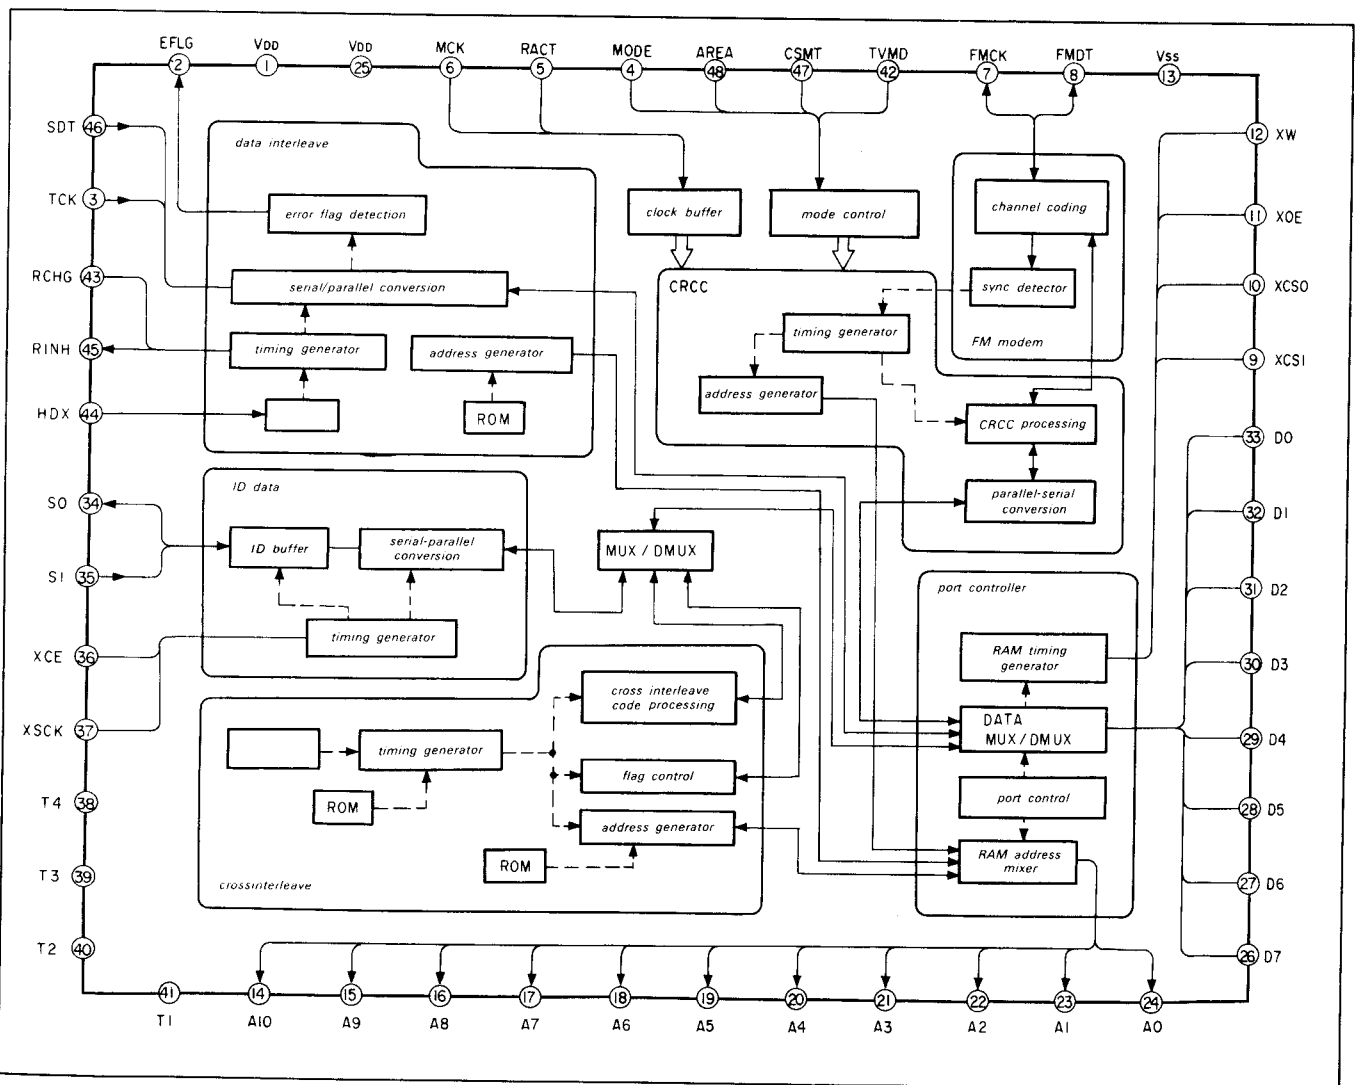 EFLG
VDD
VDD
MCK
RACT
MODE
AREA
CSMT
TVMD
FMCK
FMDT
VSS
2
1
25
6
5
4
48
47
42
7
8
13
SDT 46
TCK 3
RCHG 43
RINH 45
HDX 44
SO 34
SI 35
XCE 36
XSCK 37
T4 38
T3 39
T2 40
data interleave
error flag detection
serial/parallel conversion
timing generator
address generator
ROM
clock buffer
mode control
channel coding
sync detector
FM modem
CRCC
timing generator
address generator
CRCC processing
parallel-serial
conversion
ID data
ID buffer
serial-parallel
conversion
timing generator
MUX / DMUX
cross interleave
code processing
timing generator
flag control
ROM
address generator
ROM
crossinterleave
port controller
RAM timing
generator
DATA
MUX/DMUX
port control
RAM address
mixer
12 XW
11 XOE
10 XCSO
9 XCSI
33 D0
32 D1
31 D2
30 D3
29 D4
28 D5
27 D6
26 D7
41
14
15
16
17
18
19
20
21
22
23
24
T1
A10
A9
A8
A7
A6
A5
A4
A3
A2
A1
A0